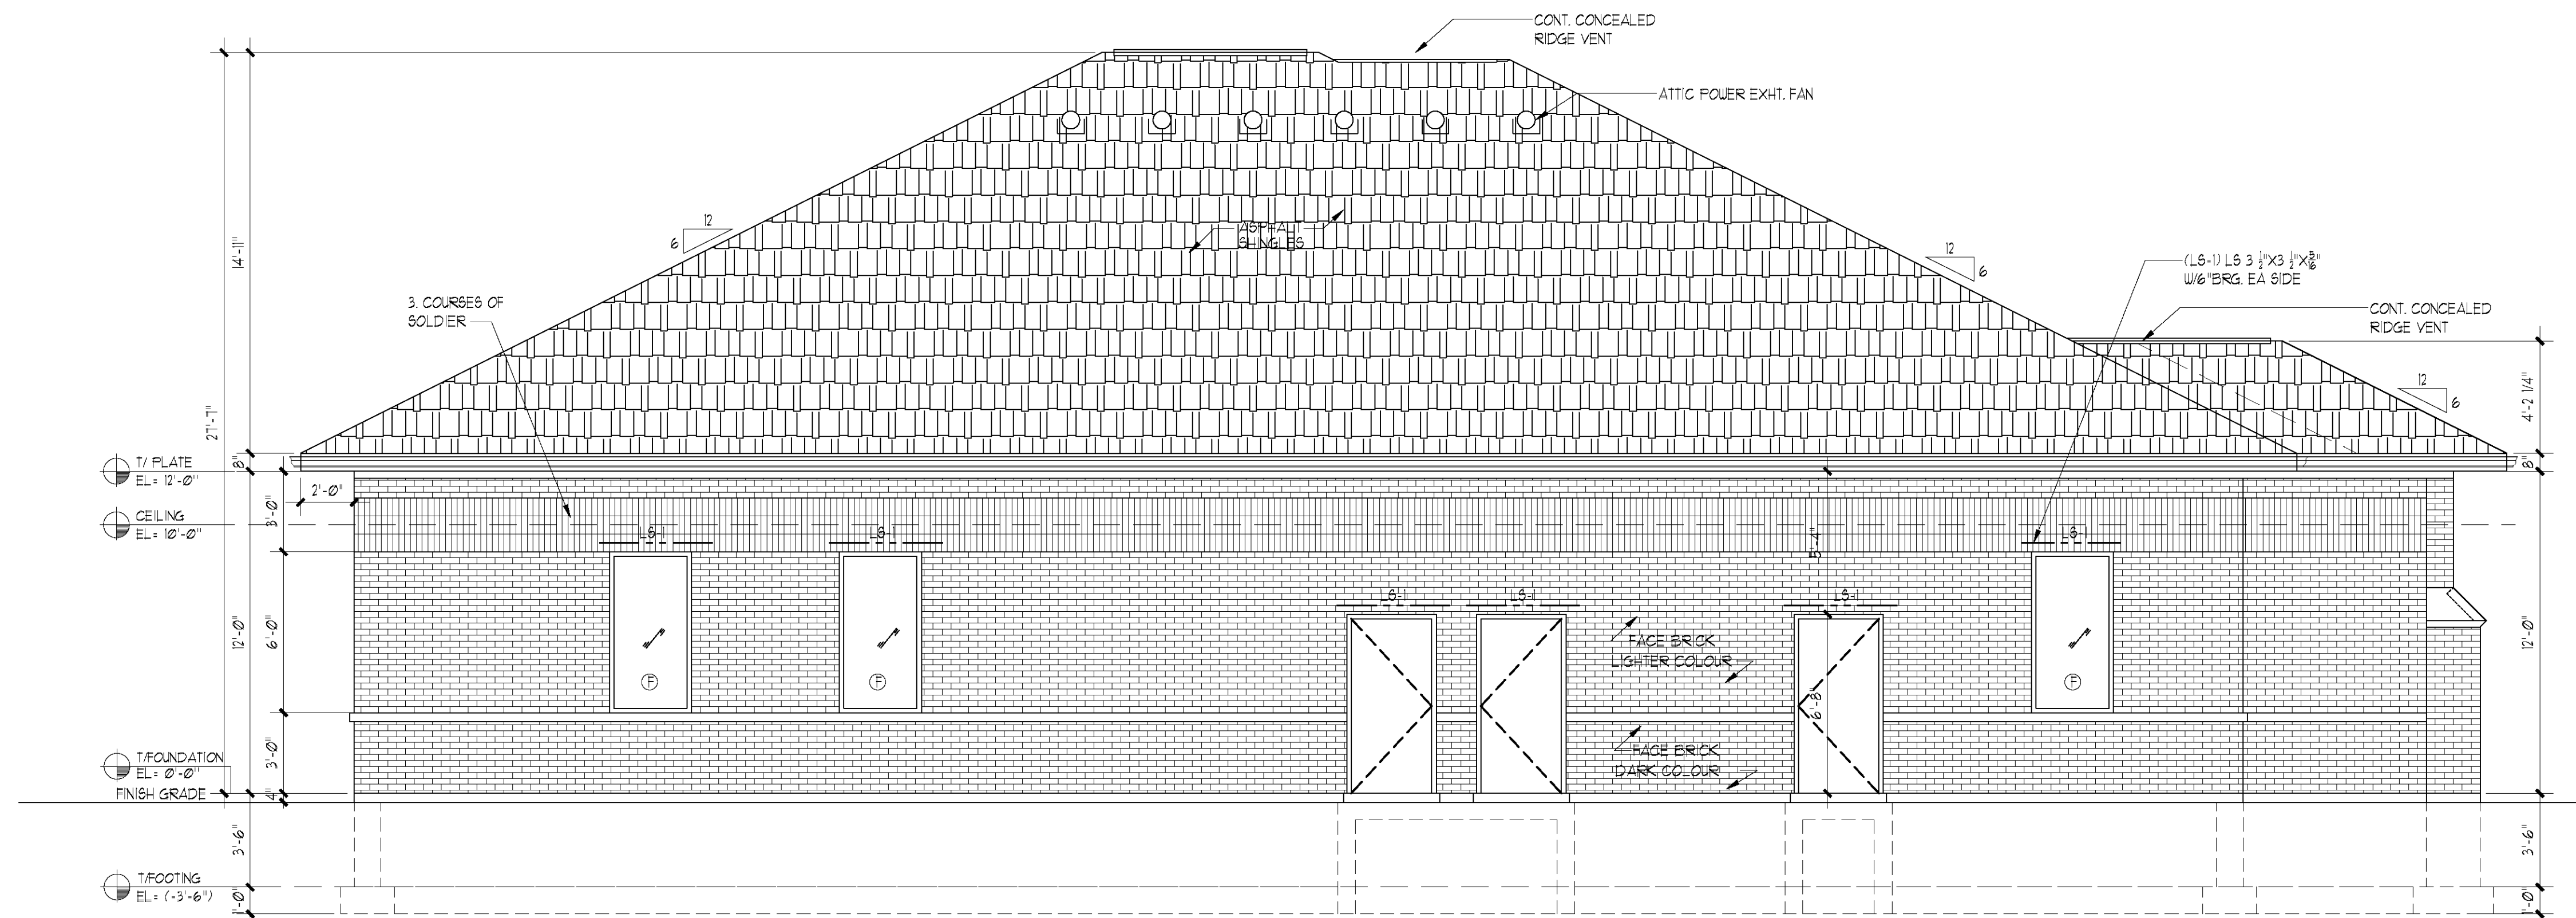 CONT. CONCEALED
RIDGE VENT
ATTIC POWER EXHT. FAN
12
6
ASPHALT
SHINGLES
12
6
(LS-1) LS 3 1/2"X3 1/2"X5/16"
W/6"BRG. EA SIDE
3. COURSES OF
SOLDIER
CONT. CONCEALED
RIDGE VENT
12
6
14'-11"
27'-7"
8"
4'-2 1/4"
8"
T/ PLATE
EL= 12'-0"
2'-0"
3'-0"
CEILING
EL= 10'-0"
LS-1
LS-1
LS-1
5'-4"
LS-1
LS-1
LS-1
12'-0"
6'-0"
FACE BRICK
LIGHTER COLOUR
12'-0"
F
F
F
6'-8"
T/FOUNDATION
EL= 0'-0"
FINISH GRADE
3'-0"
4"
FACE BRICK
DARK COLOUR
3'-6"
3'-6"
T/FOOTING
EL= (-3'-6")
1'-0"
1'-0"